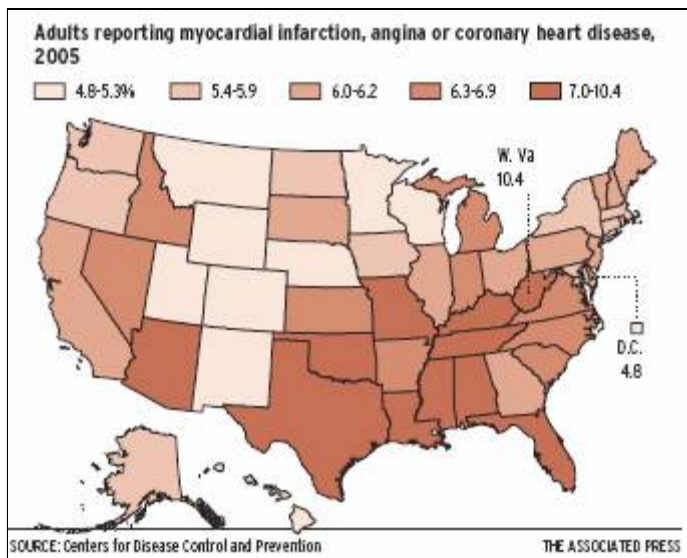 Adults reporting myocardial infarction, angina or coronary heart disease,
2005
4.8-5.3%
5.4-5.9
6.0-6.2
6.3-6.9
7.0-10.4
W. Va
10.4
D.C.
4.8
SOURCE: Centers for Disease Control and Prevention
THE ASSOCIATED PRESS